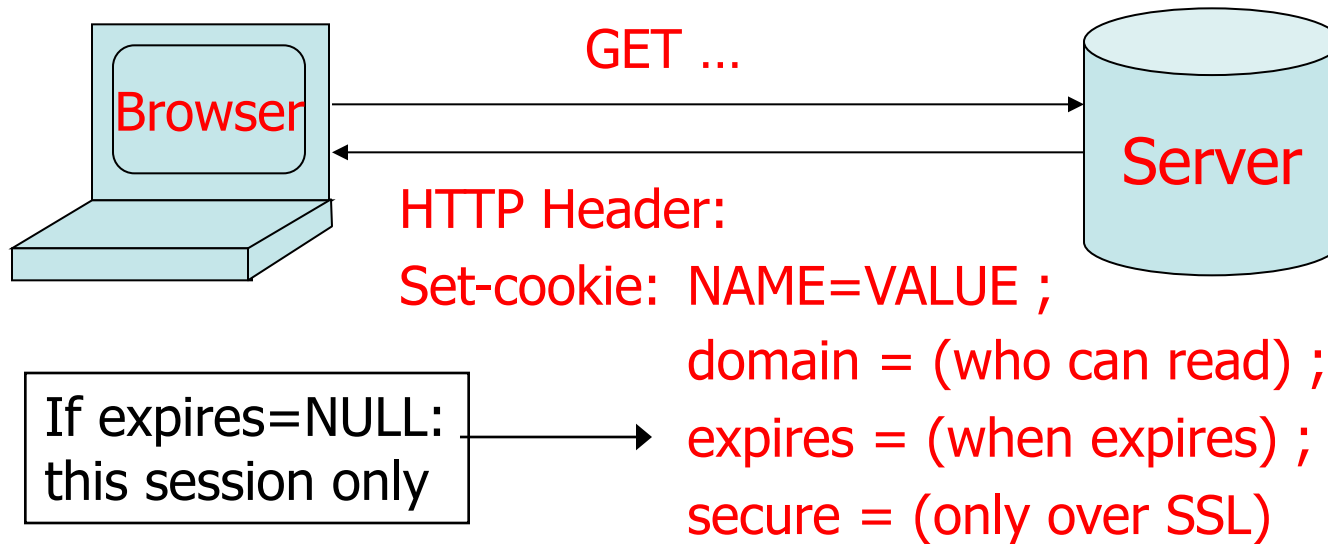 GET ...
Browser
Server
HTTP Header:
Set-cookie: NAME=VALUE ;
domain = (who can read) ;
If expires=NULL:
this session only
expires = (when expires) ;
secure = (only over SSL)